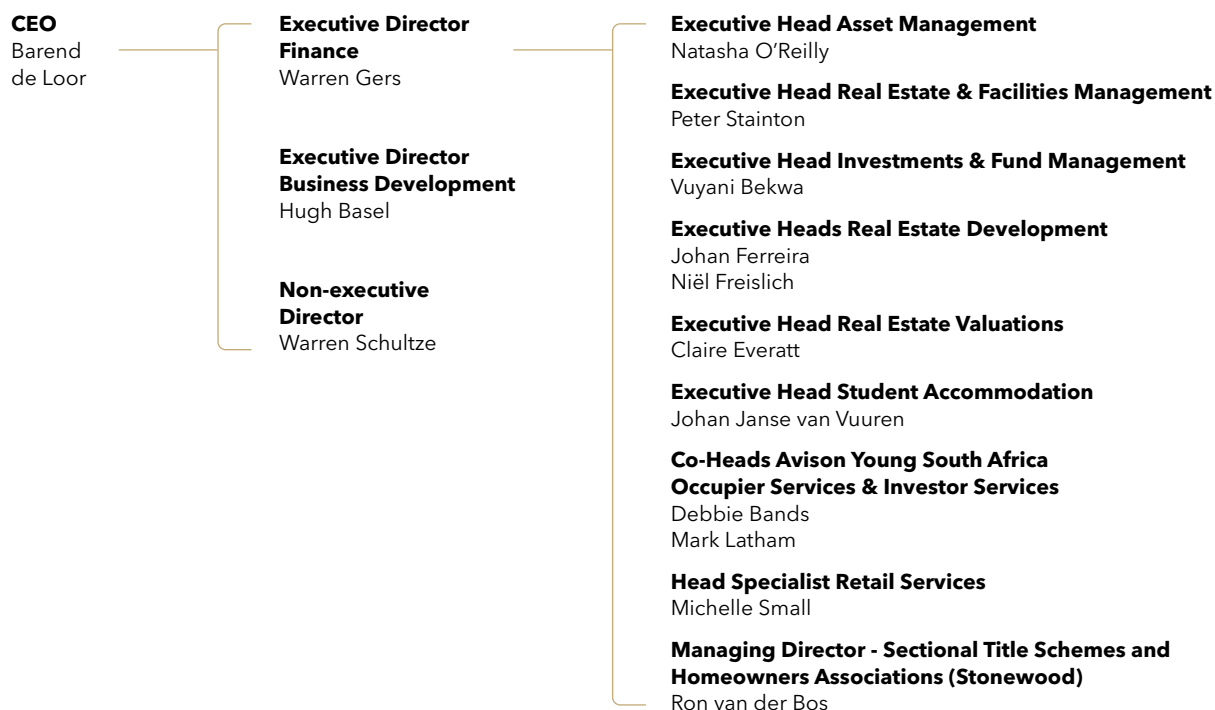 CEO
Barend
de Loor
Executive Director
Finance
Warren Gers
Executive Director
Business Development
Hugh Basel
Non-executive
Director
Warren Schultze
Executive Head Asset Management
Natasha O’Reilly
Executive Head Real Estate & Facilities Management
Peter Stainton
Executive Head Investments & Fund Management
Vuyani Bekwa
Executive Heads Real Estate Development
Johan Ferreira
Niël Freislich
Executive Head Real Estate Valuations
Claire Everatt
Executive Head Student Accommodation
Johan Janse van Vuuren
Co-Heads Avison Young South Africa
Occupier Services & Investor Services
Debbie Bands
Mark Latham
Head Specialist Retail Services
Michelle Small
Managing Director - Sectional Title Schemes and
Homeowners Associations (Stonewood)
Ron van der Bos